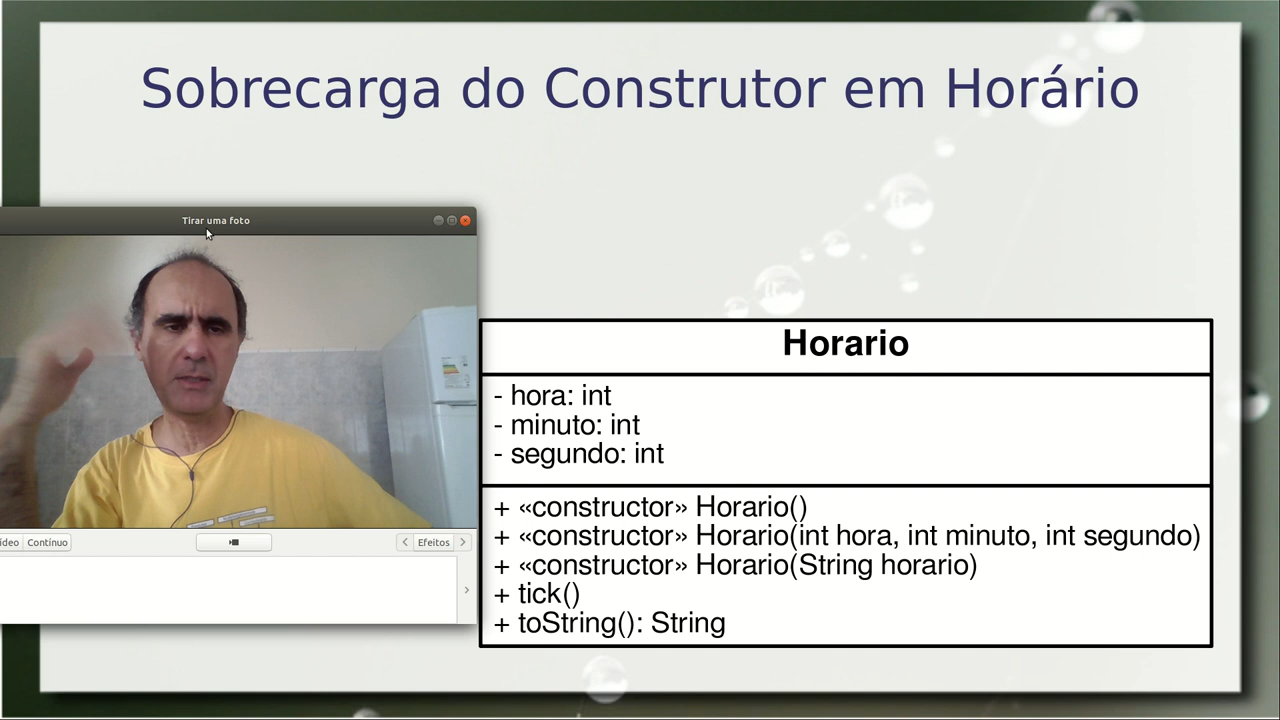 Sobrecarga do Construtor em Horário
Tirar uma foto
Contínuo
Efeitos
Horario
- hora: int
- minuto: int
- segundo: int
+ «constructor» Horario()
+ «constructor» Horario(int hora, int minuto, int segundo)
+ «constructor» Horario(String horario)
+ tick()
+ toString(): String